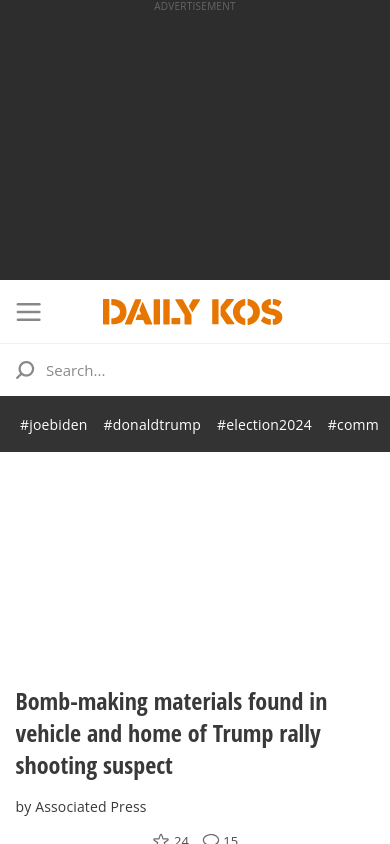 ADVERTISEMENT
DAILY KOS
Search...
#joebiden #donaldtrump #election2024 #comm
Bomb-making materials found in
vehicle and home of Trump rally
shooting suspect
by Associated Press
24 15